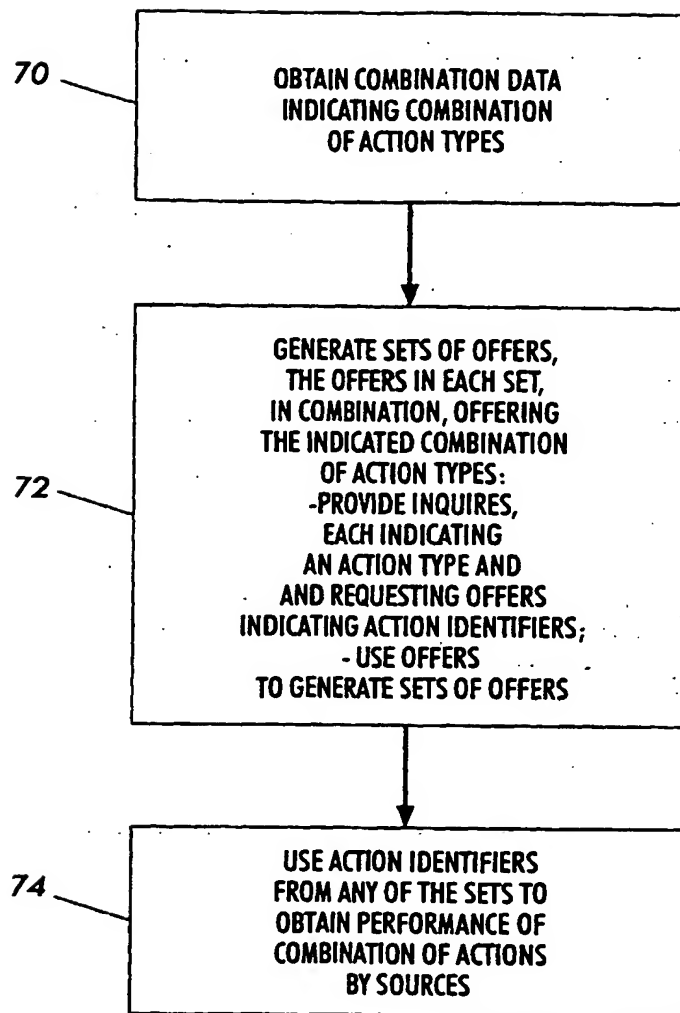 70
OBTAIN COMBINATION DATA
INDICATING COMBINATION
OF ACTION TYPES
72
GENERATE SETS OF OFFERS,
THE OFFERS IN EACH SET,
IN COMBINATION, OFFERING
THE INDICATED COMBINATION
OF ACTION TYPES:
-PROVIDE INQUIRES,
EACH INDICATING
AN ACTION TYPE AND
AND REQUESTING OFFERS
INDICATING ACTION IDENTIFIERS;
- USE OFFERS
TO GENERATE SETS OF OFFERS
74
USE ACTION IDENTIFIERS
FROM ANY OF THE SETS TO
OBTAIN PERFORMANCE OF
COMBINATION OF ACTIONS
BY SOURCES